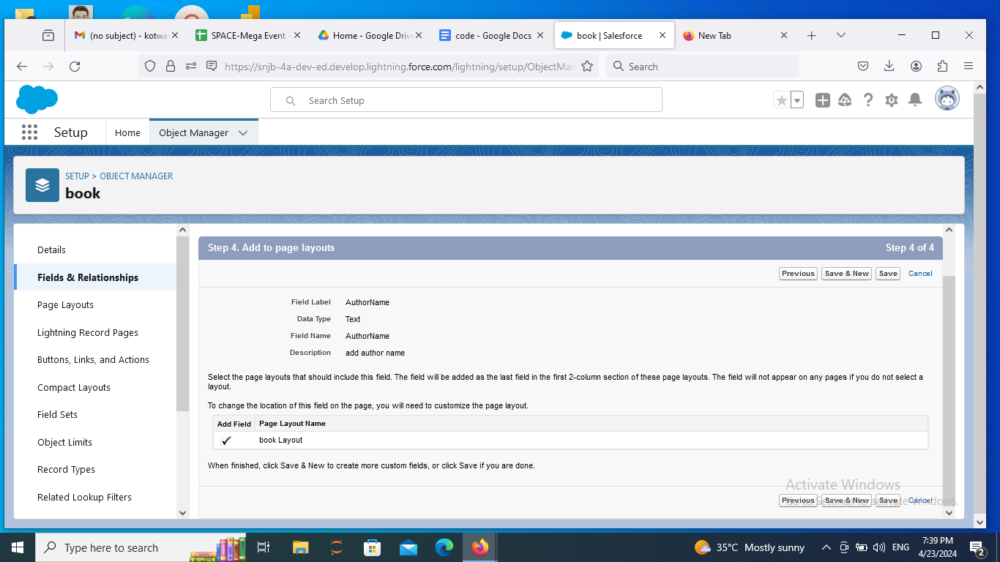 (no subject) - kotwa
SPACE-Mega Event -
Home - Google Drive
code - Google Docs
book | Salesforce
New Tab
https://snjb-4a-dev-ed.develop.lightning.force.com/lightning/setup/ObjectMan
Search
Search Setup
Setup
Home
Object Manager
SETUP > OBJECT MANAGER
book
Details
Fields & Relationships
Page Layouts
Lightning Record Pages
Buttons, Links, and Actions
Compact Layouts
Field Sets
Object Limits
Record Types
Related Lookup Filters
Step 4. Add to page layouts
Step 4 of 4
Previous Save & New Save Cancel
Field Label AuthorName
Data Type Text
Field Name AuthorName
Description add author name
Select the page layouts that should include this field. The field will be added as the last field in the first 2-column section of these page layouts. The field will not appear on any pages if you do not select a
layout.
To change the location of this field on the page, you will need to customize the page layout.
Add Field Page Layout Name
book Layout
When finished, click Save & New to create more custom fields, or click Save if you are done.
Previous Save & New Save Cancel
Activate Windows
Go to Settings to activate Windows.
Type here to search
35°C Mostly sunny
ENG
7:39 PM
4/23/2024
2